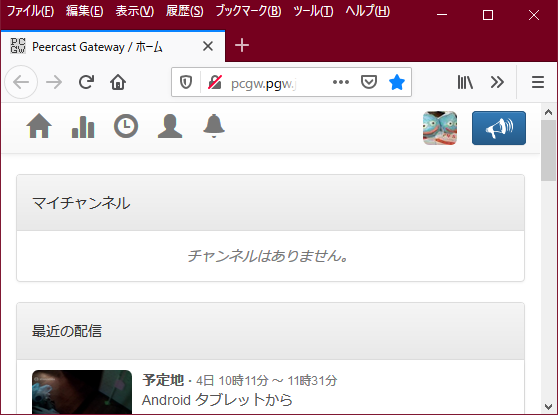 ファイル(F) 編集(E) 表示(V) 履歴(S) ブックマーク(B) ツール(T) ヘルプ(H)
PC GW Peercast Gateway / ホーム
pcgw.pgw.j
マイチャンネル
チャンネルはありません。
最近の配信
予定地・4日 10時11分 ～ 11時31分
Android タブレットから